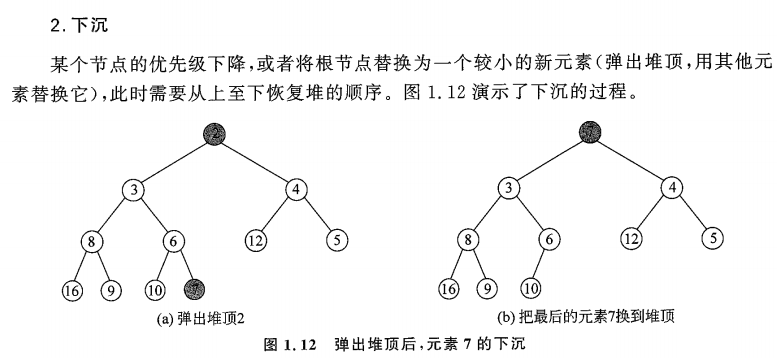 2.下沉
某个节点的优先级下降,或者将根节点替换为一个较小的新元素(弹出堆顶,用其他元
素替换它),此时需要从上至下恢复堆的顺序。图 1.12 演示了下沉的过程。
2
3 4
8 6 12 5
16 9 10 7
(a) 弹出堆顶2
7
3 4
8 6 12 5
16 9 10
(b) 把最后的元素7换到堆顶
图 1.12 弹出堆顶后,元素 7 的下沉